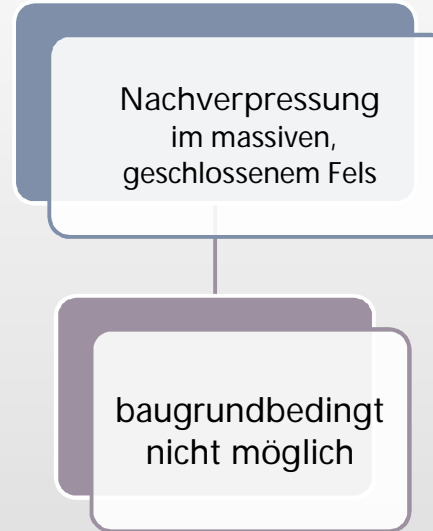 Nachverpressung
im massiven,
geschlossenem Fels
baugrundbedingt
nicht möglich